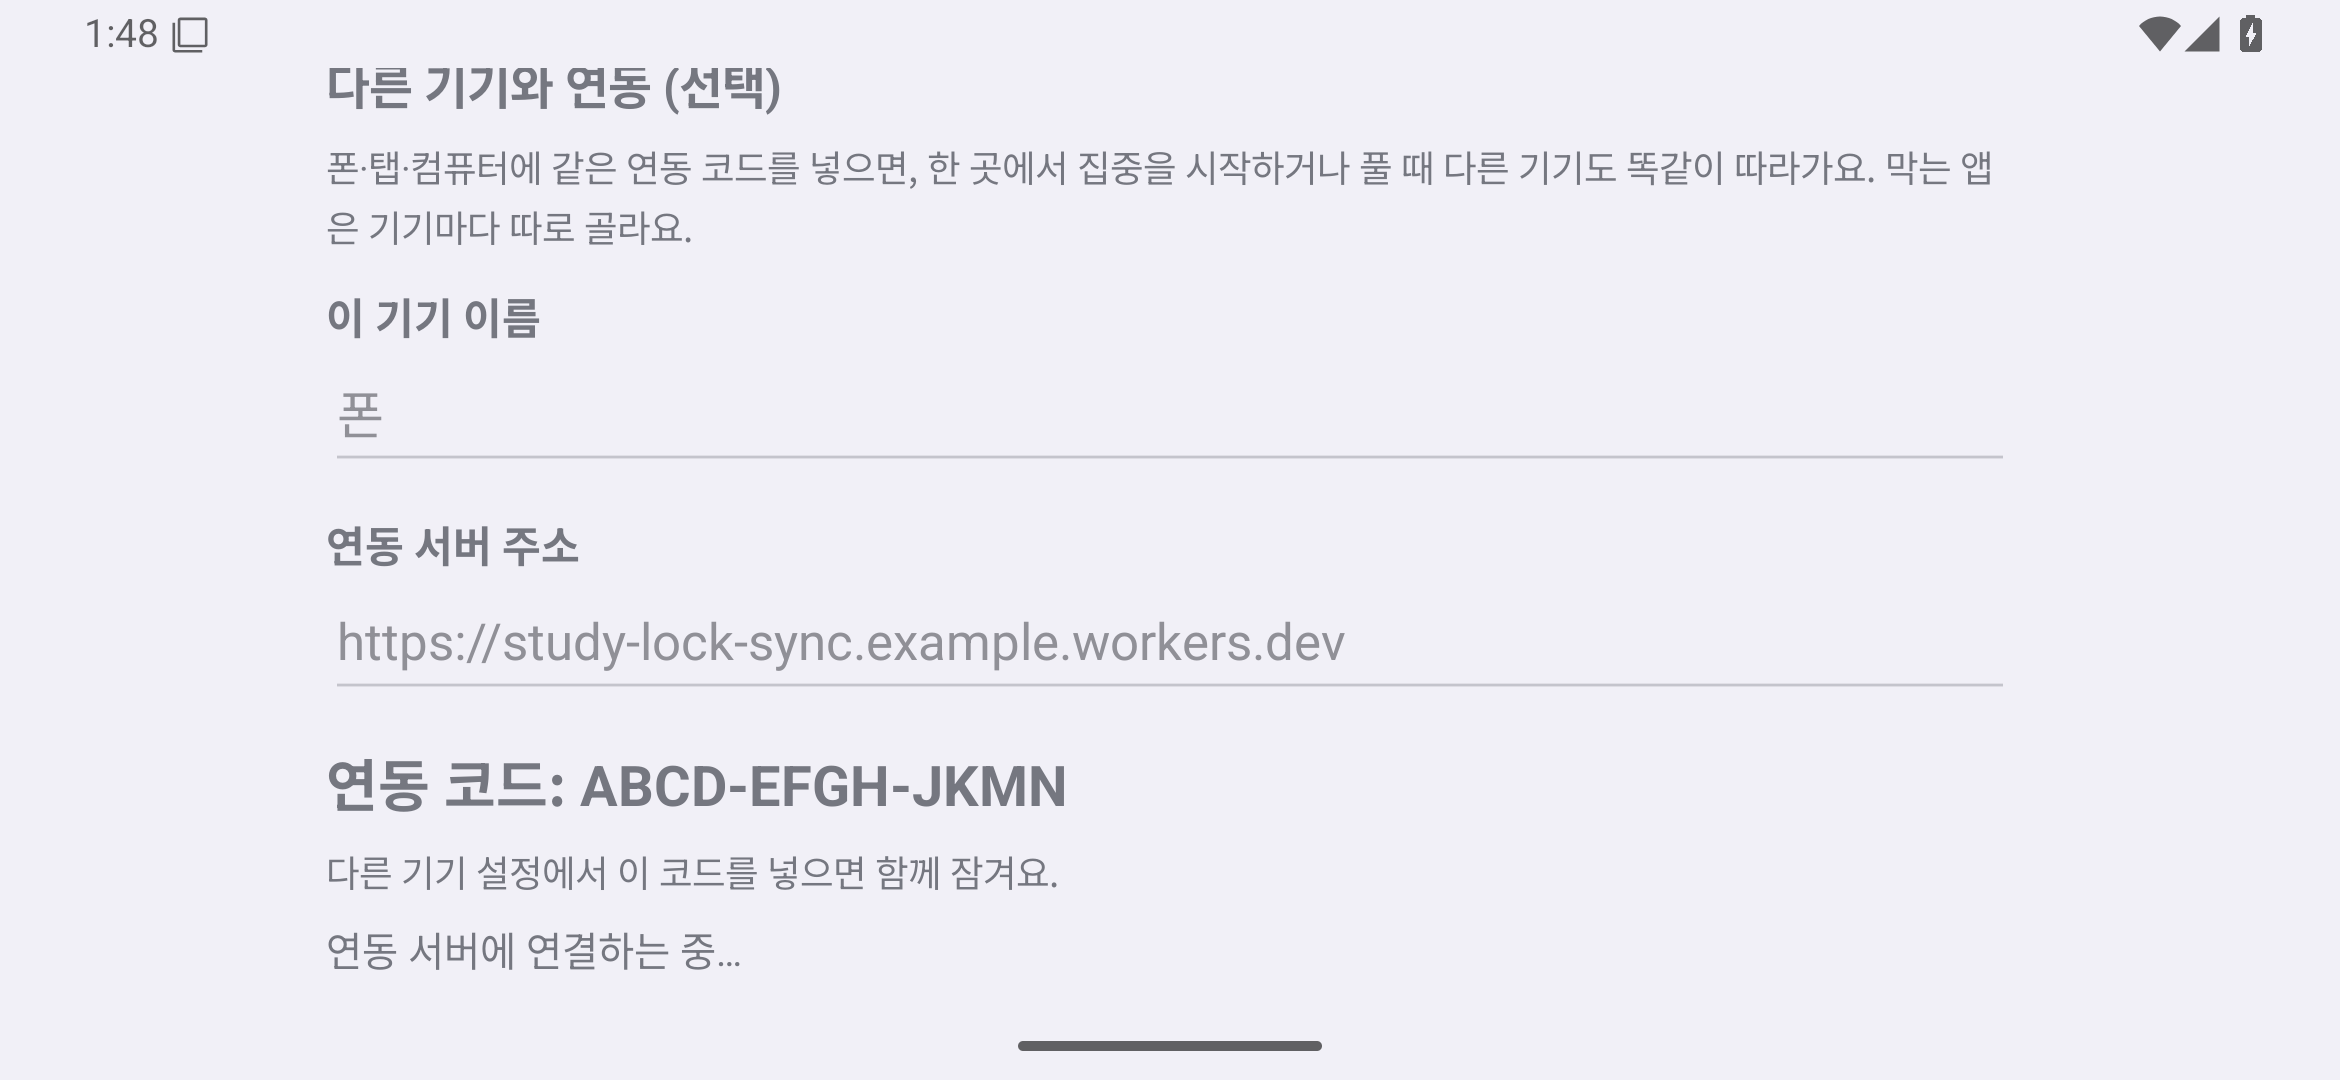 1:48
다른 기기와 연동 (선택)
폰·탭·컴퓨터에 같은 연동 코드를 넣으면, 한 곳에서 집중을 시작하거나 풀 때 다른 기기도 똑같이 따라가요. 막는 앱
은 기기마다 따로 골라요.
이 기기 이름
폰
연동 서버 주소
https://study-lock-sync.example.workers.dev
연동 코드: ABCD-EFGH-JKMN
다른 기기 설정에서 이 코드를 넣으면 함께 잠겨요.
연동 서버에 연결하는 중…